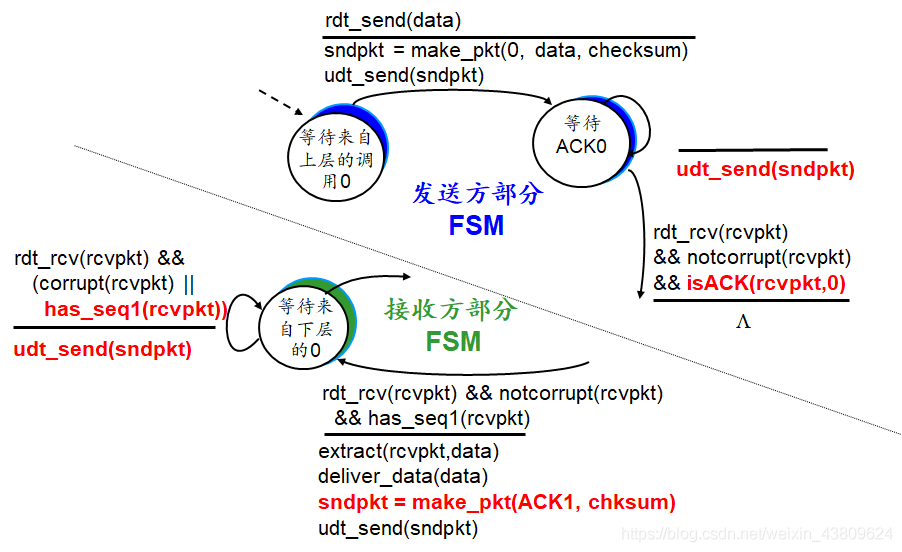 rdt_send(data)
sndpkt = make_pkt(0, data, checksum)
udt_send(sndpkt)
等待来自
上层的调
用0
等待
ACK0
udt_send(sndpkt)
发送方部分
FSM
rdt_rcv(rcvpkt)
&& notcorrupt(rcvpkt)
&& isACK(rcvpkt,0)
Λ
rdt_rcv(rcvpkt) &&
(corrupt(rcvpkt) ||
has_seq1(rcvpkt))
udt_send(sndpkt)
等待来
自下层
的0
接收方部分
FSM
rdt_rcv(rcvpkt) && notcorrupt(rcvpkt)
&& has_seq1(rcvpkt)
extract(rcvpkt,data)
deliver_data(data)
sndpkt = make_pkt(ACK1, chksum)
udt_send(sndpkt)
https://blog.csdn.net/weixin_43809624